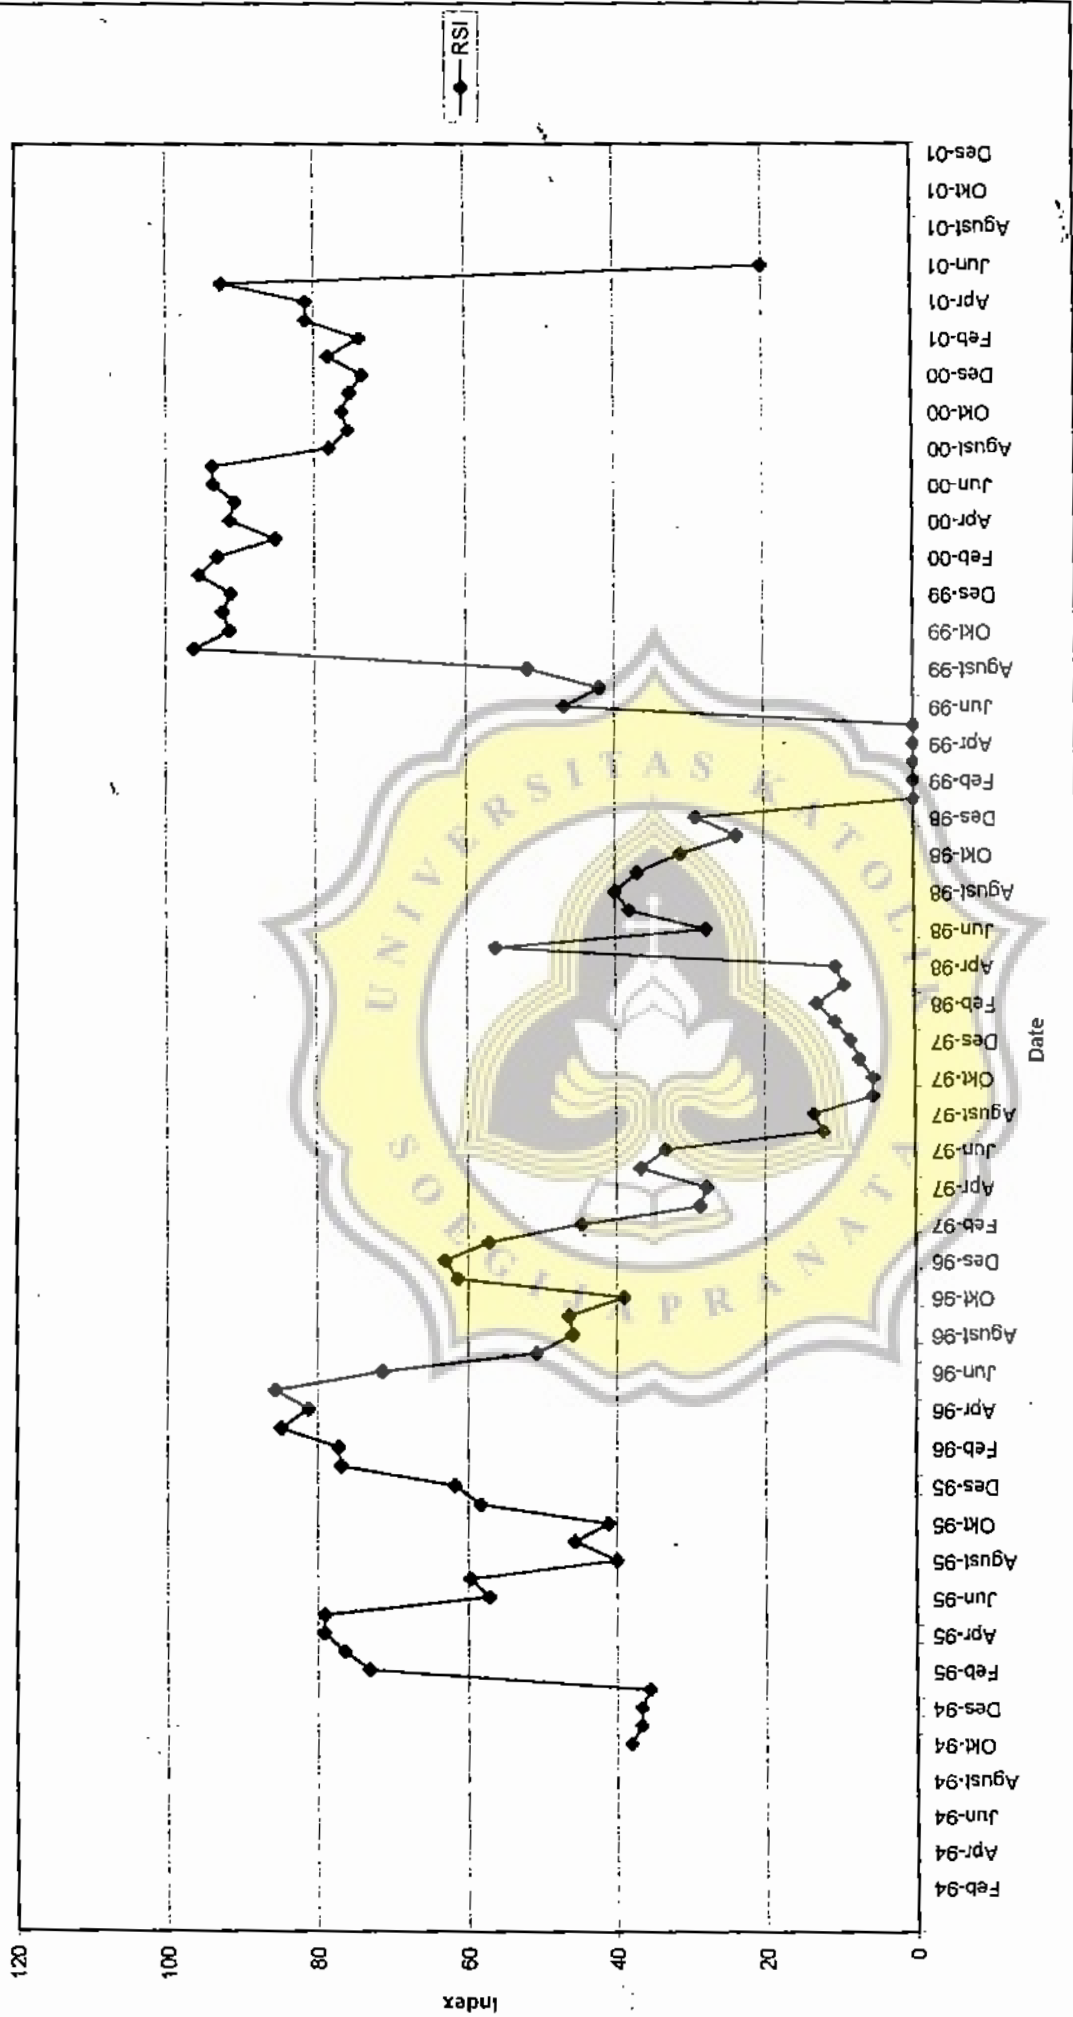 RSI
Index
120
100
80
60
40
20
0
Feb-94
Apr-94
Jun-94
Agust-94
Okt-94
Des-94
Feb-95
Apr-95
Jun-95
Agust-95
Okt-95
Des-95
Feb-96
Apr-96
Jun-96
Agust-96
Okt-96
Des-96
Feb-97
Apr-97
Jun-97
Agust-97
Okt-97
Des-97
Feb-98
Apr-98
Jun-98
Agust-98
Okt-98
Des-98
Feb-99
Apr-99
Jun-99
Agust-99
Okt-99
Des-99
Feb-00
Apr-00
Jun-00
Agust-00
Okt-00
Des-00
Feb-01
Apr-01
Jun-01
Agust-01
Okt-01
Des-01
Date
UNIVERSITAS KATOLIK
SOEGIJAPRANATA